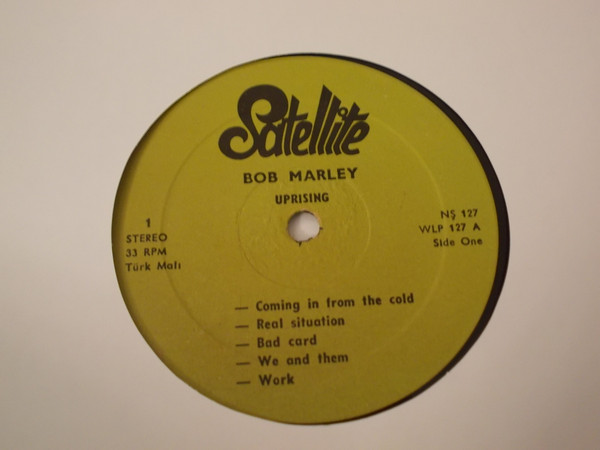 Satellite
BOB MARLEY
UPRISING
1
STEREO
33 RPM
Türk Malı
NŞ 127
WLP 127 A
Side One
— Coming in from the cold
— Real situation
— Bad card
— We and them
— Work